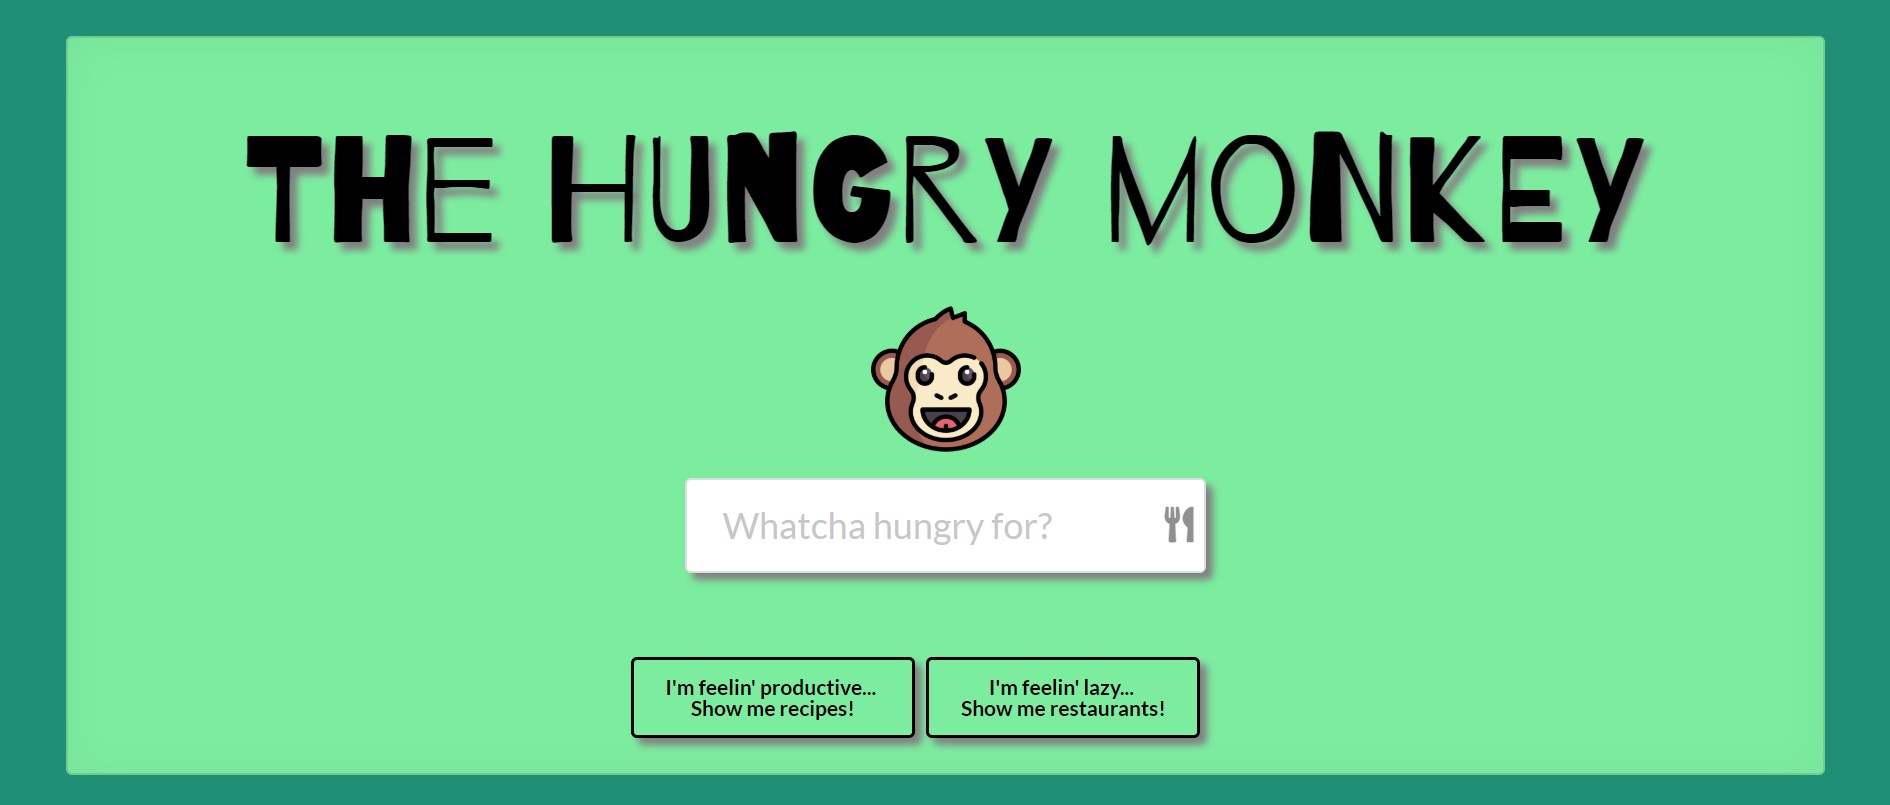 THE HUNGRY MONKEY
Whatcha hungry for?
I'm feelin' productive...
Show me recipes!
I'm feelin' lazy...
Show me restaurants!